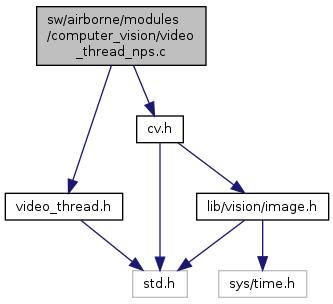 sw/airborne/modules
/computer_vision/video
_thread_nps.c
cv.h
video_thread.h
lib/vision/image.h
std.h
sys/time.h